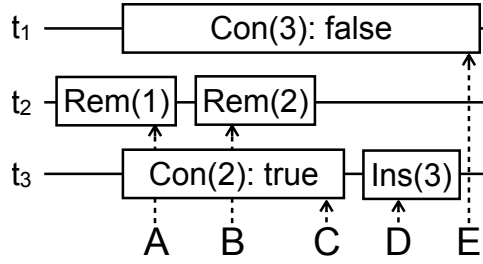 t1 Con(3): false
t2 Rem(1) Rem(2)
t3 Con(2): true Ins(3)
A B C D E